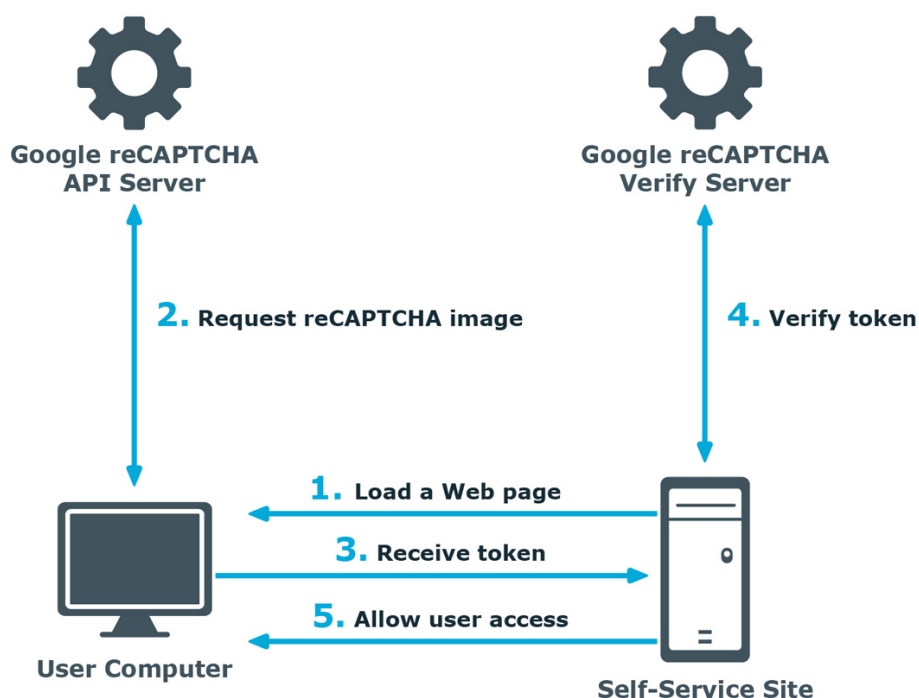 Google reCAPTCHA
API Server
Google reCAPTCHA
Verify Server
2. Request reCAPTCHA image
4. Verify token
1. Load a Web page
3. Receive token
5. Allow user access
User Computer
Self-Service Site